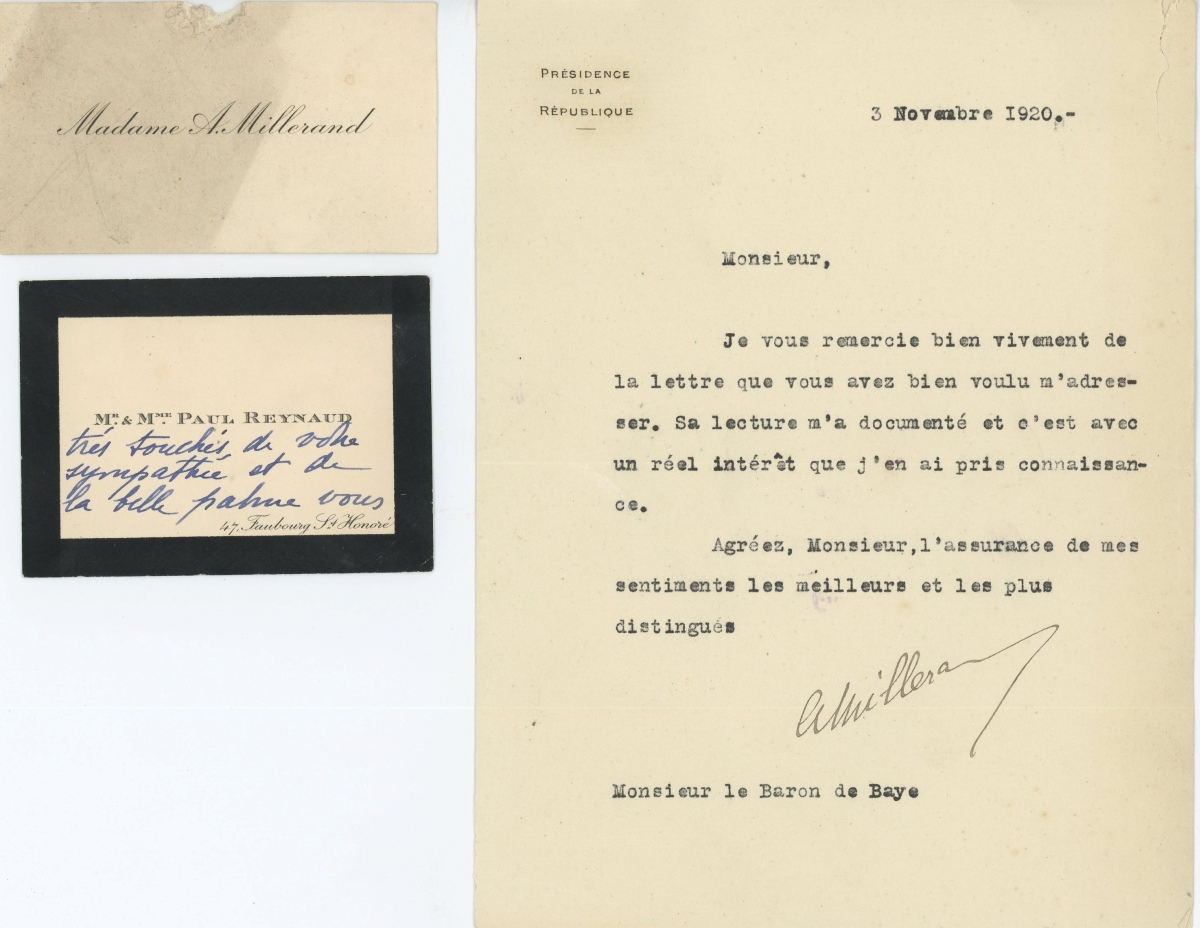 Madame A. Millerand
Mr. & Mme Paul Reynaud
très touchés de votre
sympathie et de
la belle palme vous
47, Faubourg St Honoré
Présidence
de la
République
3 Novembre 1920.-
Monsieur,
Je vous remercie bien vivement de
la lettre que vous avez bien voulu m'adres-
ser. Sa lecture m'a documenté et c'est avec
un réel intérêt que j'en ai pris connaissan-
ce.
Agréez, Monsieur, l'assurance de mes
sentiments les meilleurs et les plus
distingués
A Millerand
Monsieur le Baron de Baye